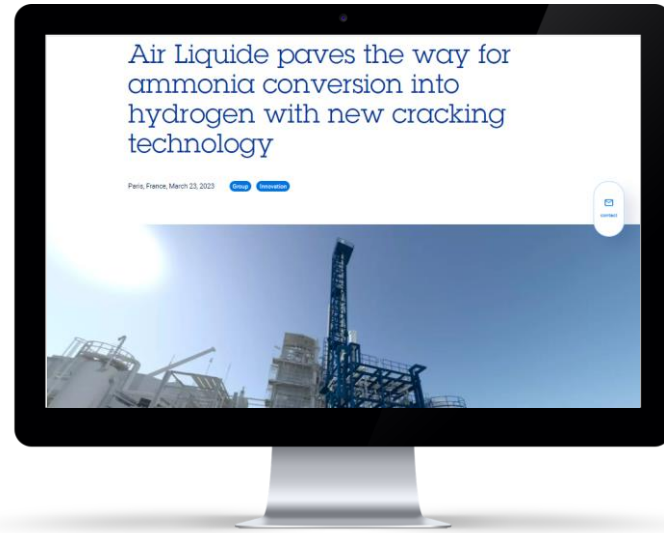 Air Liquide paves the way for
ammonia conversion into
hydrogen with new cracking
technology
Paris, France, March 23, 2023 Group Innovation
contact